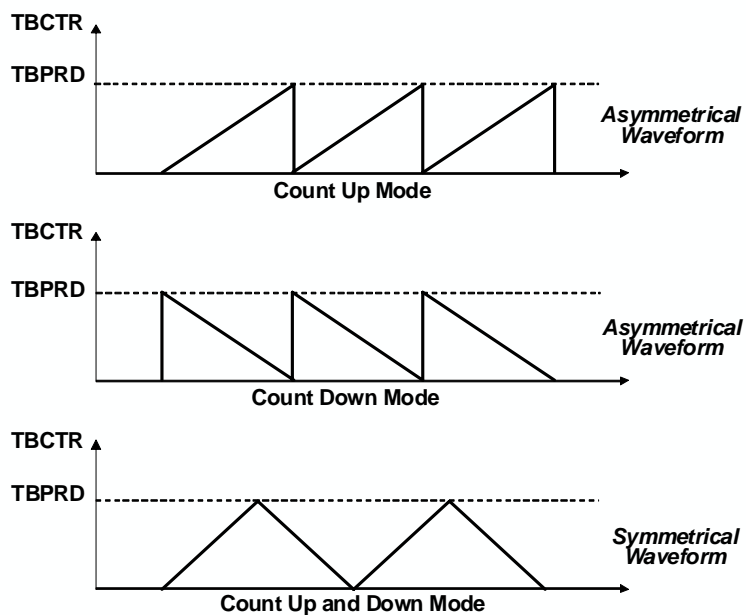 TBCTR
TBPRD
Asymmetrical
Waveform
Count Up Mode
TBCTR
TBPRD
Asymmetrical
Waveform
Count Down Mode
TBCTR
TBPRD
Symmetrical
Waveform
Count Up and Down Mode